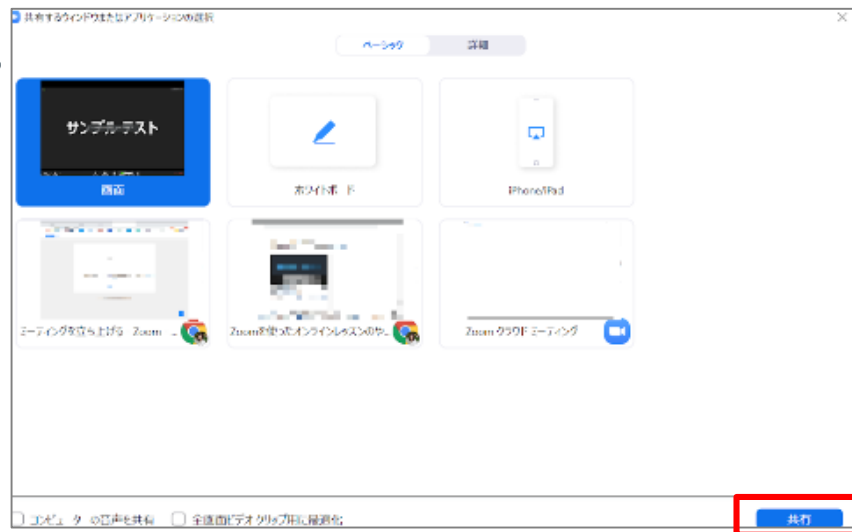 共有するウィンドウまたはアプリケーションの選択
ベーシック 詳細
サンプルテスト
画面
ホワイトボード
iPhone/iPad
ミーティングを立ち上げる Zoom ...
Zoomを使ったオンラインレッスンのや...
Zoom クラウド ミーティング
コンピューターの音声を共有
全画面ビデオ クリップ用に最適化
共有